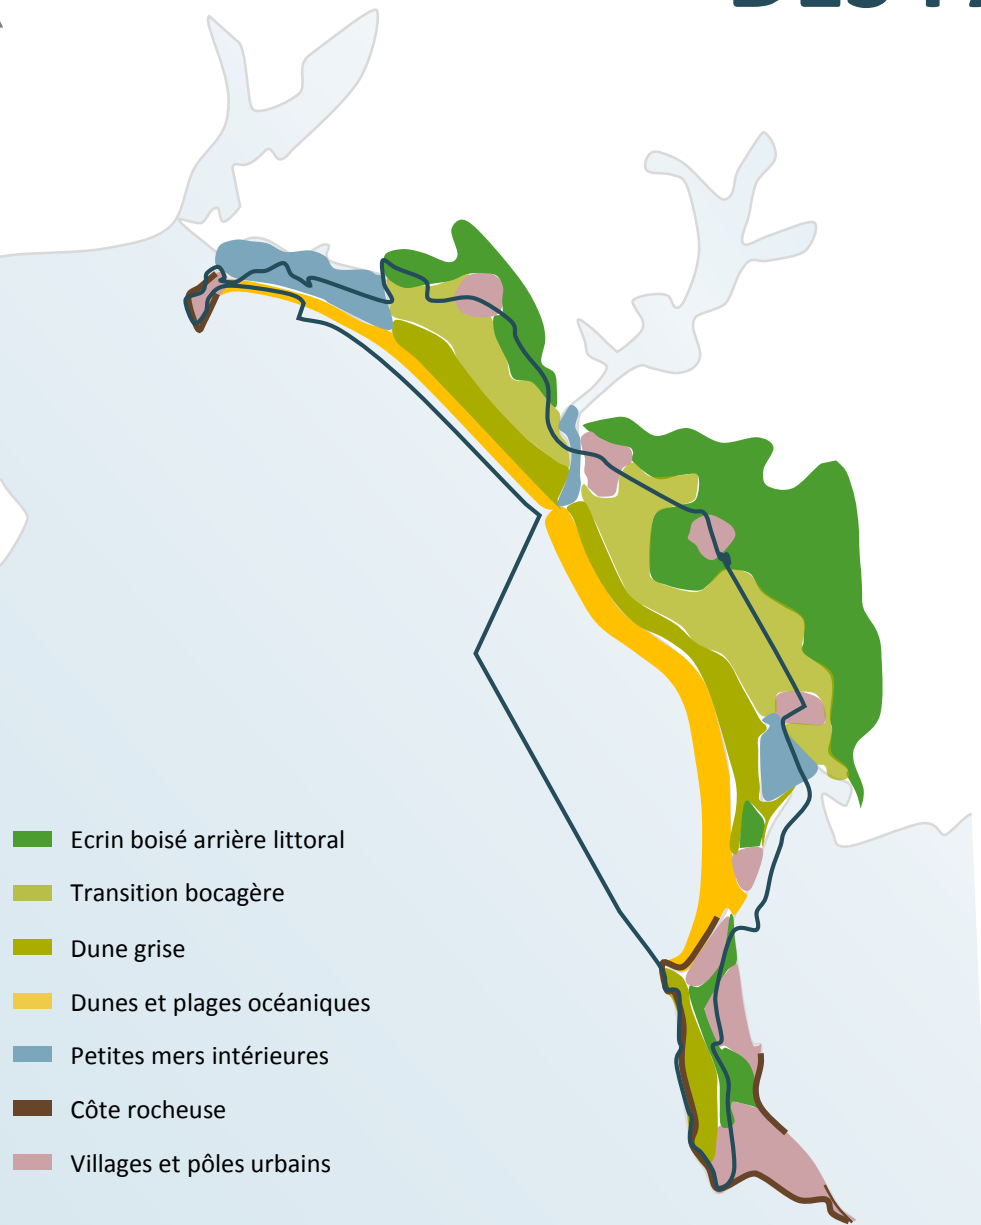 Ecrin boisé arrière littoral
Transition bocagère
Dune grise
Dunes et plages océaniques
Petites mers intérieures
Côte rocheuse
Villages et pôles urbains